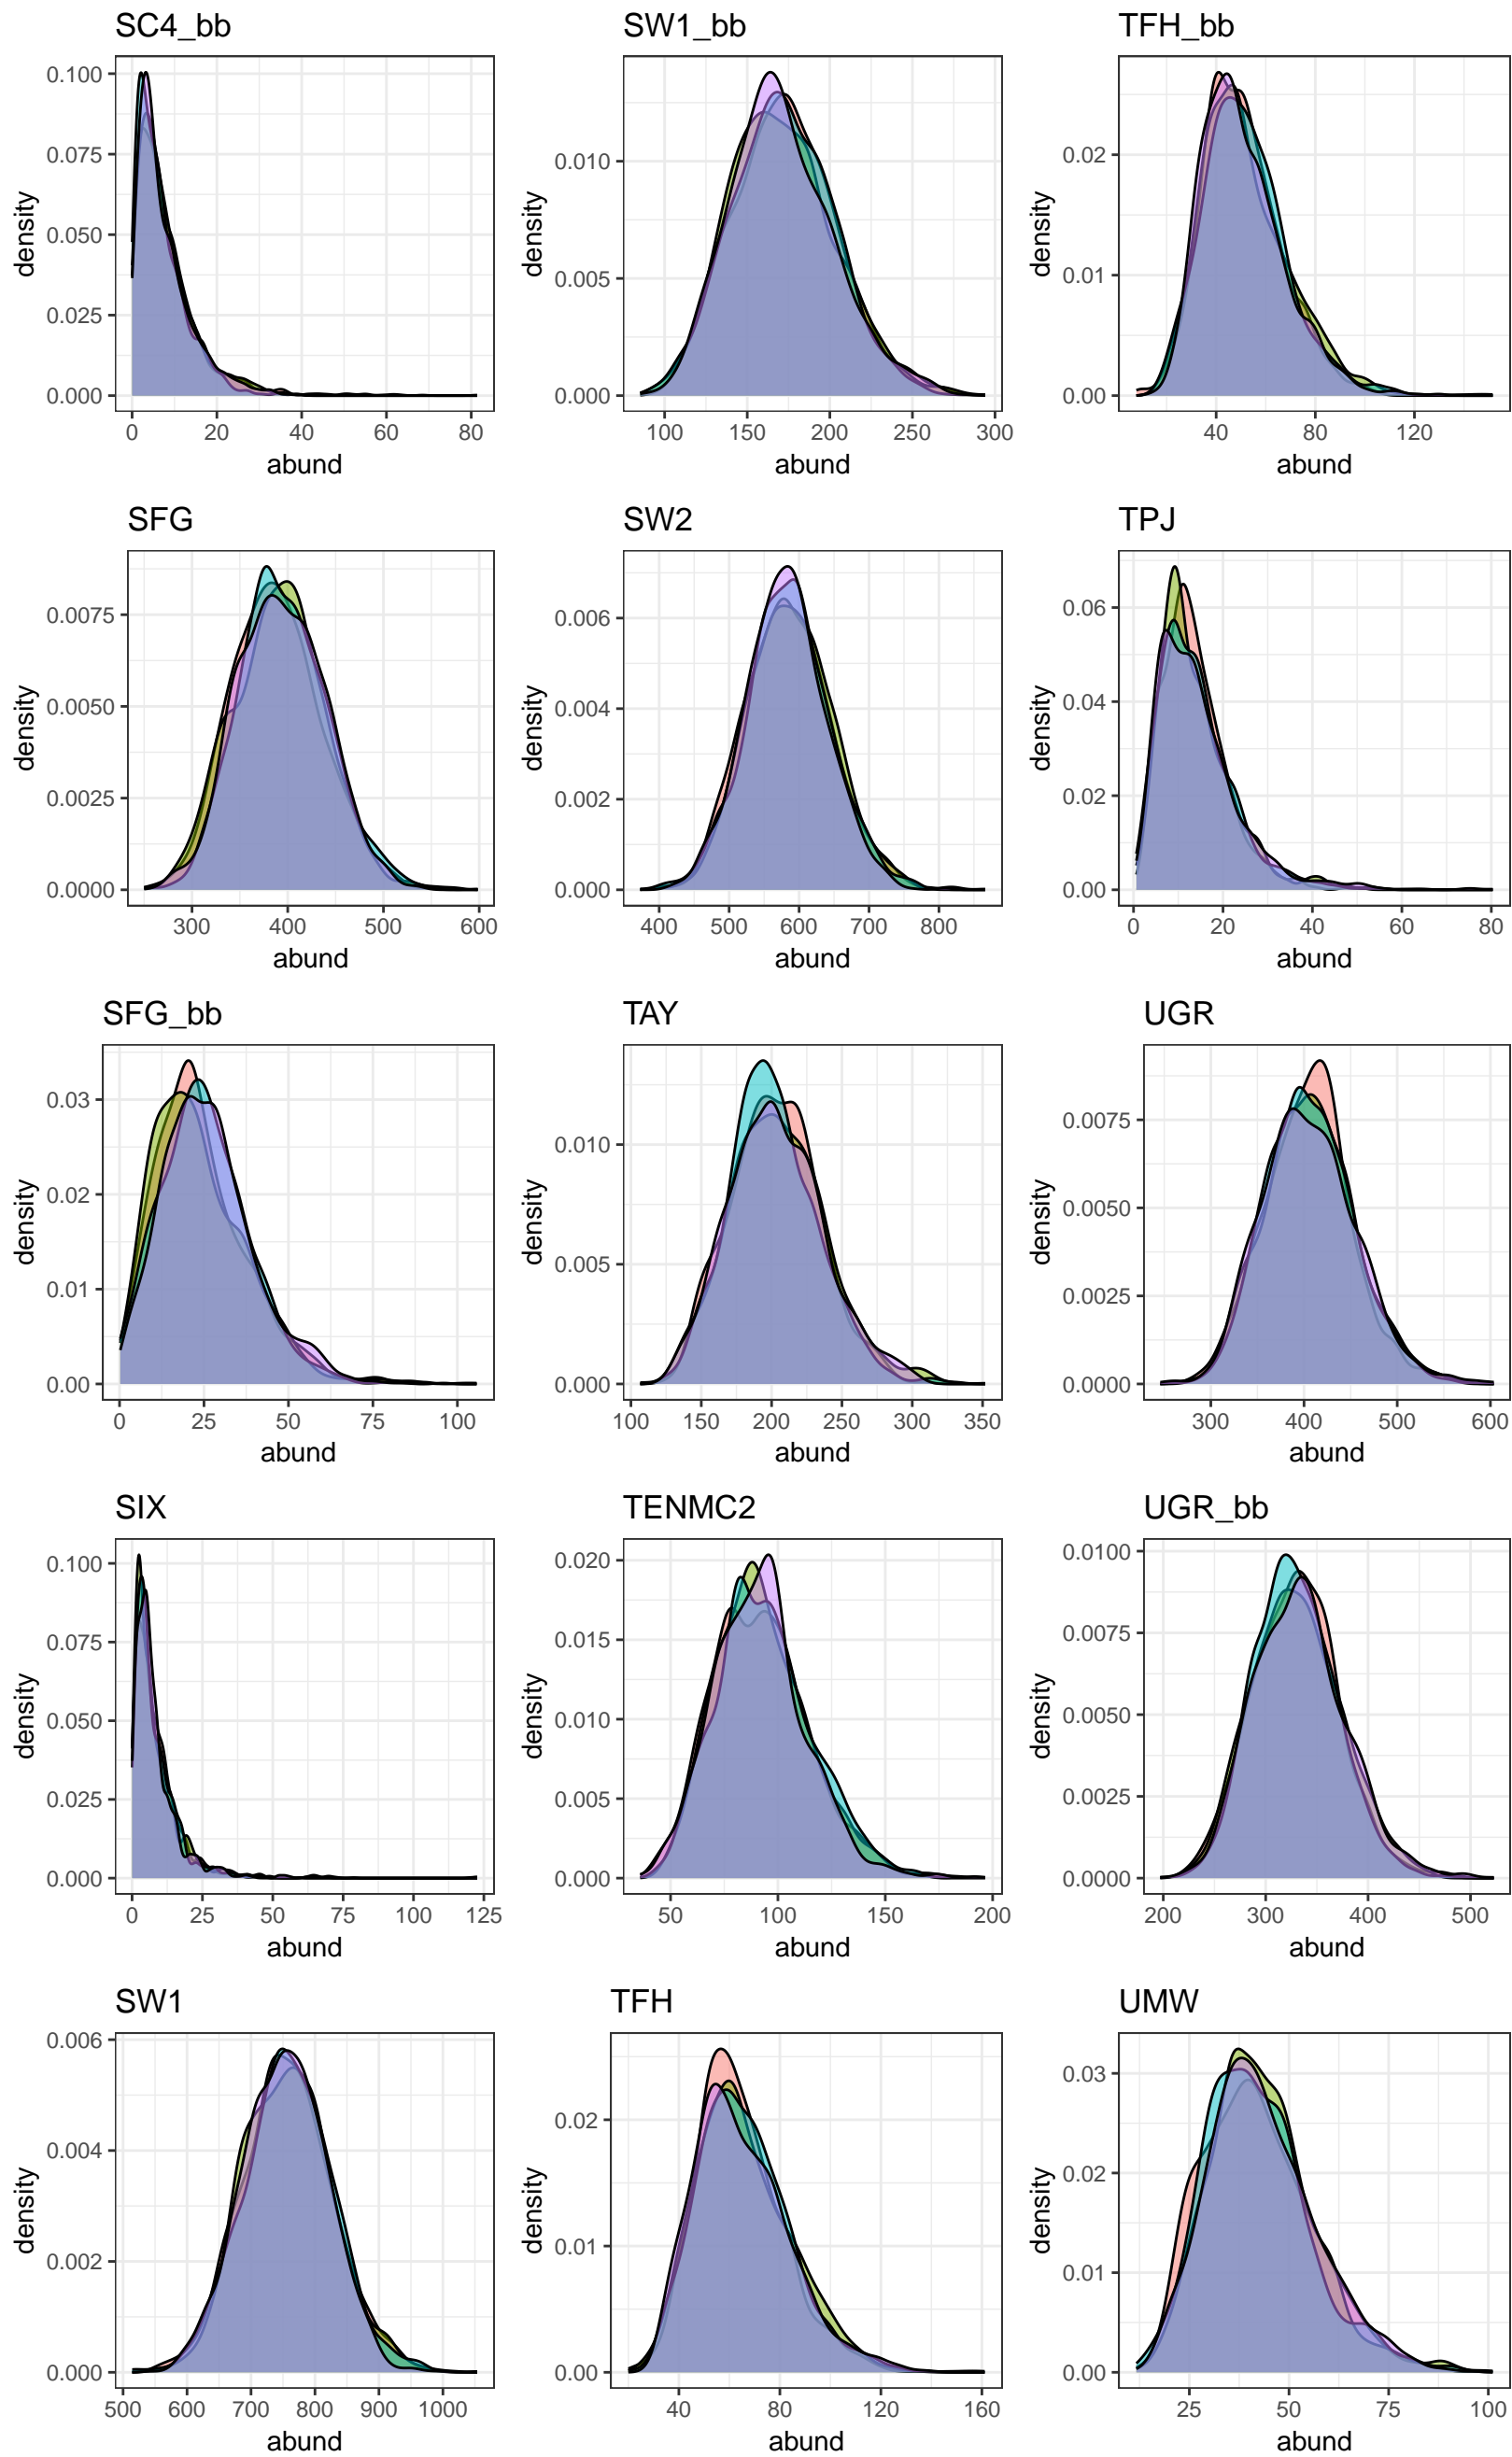 SC4_bb SW1_bb TFH_bb
0.100
0.075
0.050
0.025
0.000
density
0 20 40 60 80
abund
0.010
0.005
0.000
density
100 150 200 250 300
abund
0.02
0.01
0.00
density
40 80 120
abund
SFG SW2 TPJ
0.0075
0.0050
0.0025
0.0000
density
300 400 500 600
abund
0.006
0.004
0.002
0.000
density
400 500 600 700 800
abund
0.06
0.04
0.02
0.00
density
0 20 40 60 80
abund
SFG_bb TAY UGR
0.03
0.02
0.01
0.00
density
0 25 50 75 100
abund
0.010
0.005
0.000
density
100 150 200 250 300 350
abund
0.0075
0.0050
0.0025
0.0000
density
300 400 500 600
abund
SIX TENMC2 UGR_bb
0.100
0.075
0.050
0.025
0.000
density
0 25 50 75 100 125
abund
0.020
0.015
0.010
0.005
0.000
density
50 100 150 200
abund
0.0100
0.0075
0.0050
0.0025
0.0000
density
200 300 400 500
abund
SW1 TFH UMW
0.006
0.004
0.002
0.000
density
500 600 700 800 900 1000
abund
0.02
0.01
0.00
density
40 80 120 160
abund
0.03
0.02
0.01
0.00
density
25 50 75 100
abund